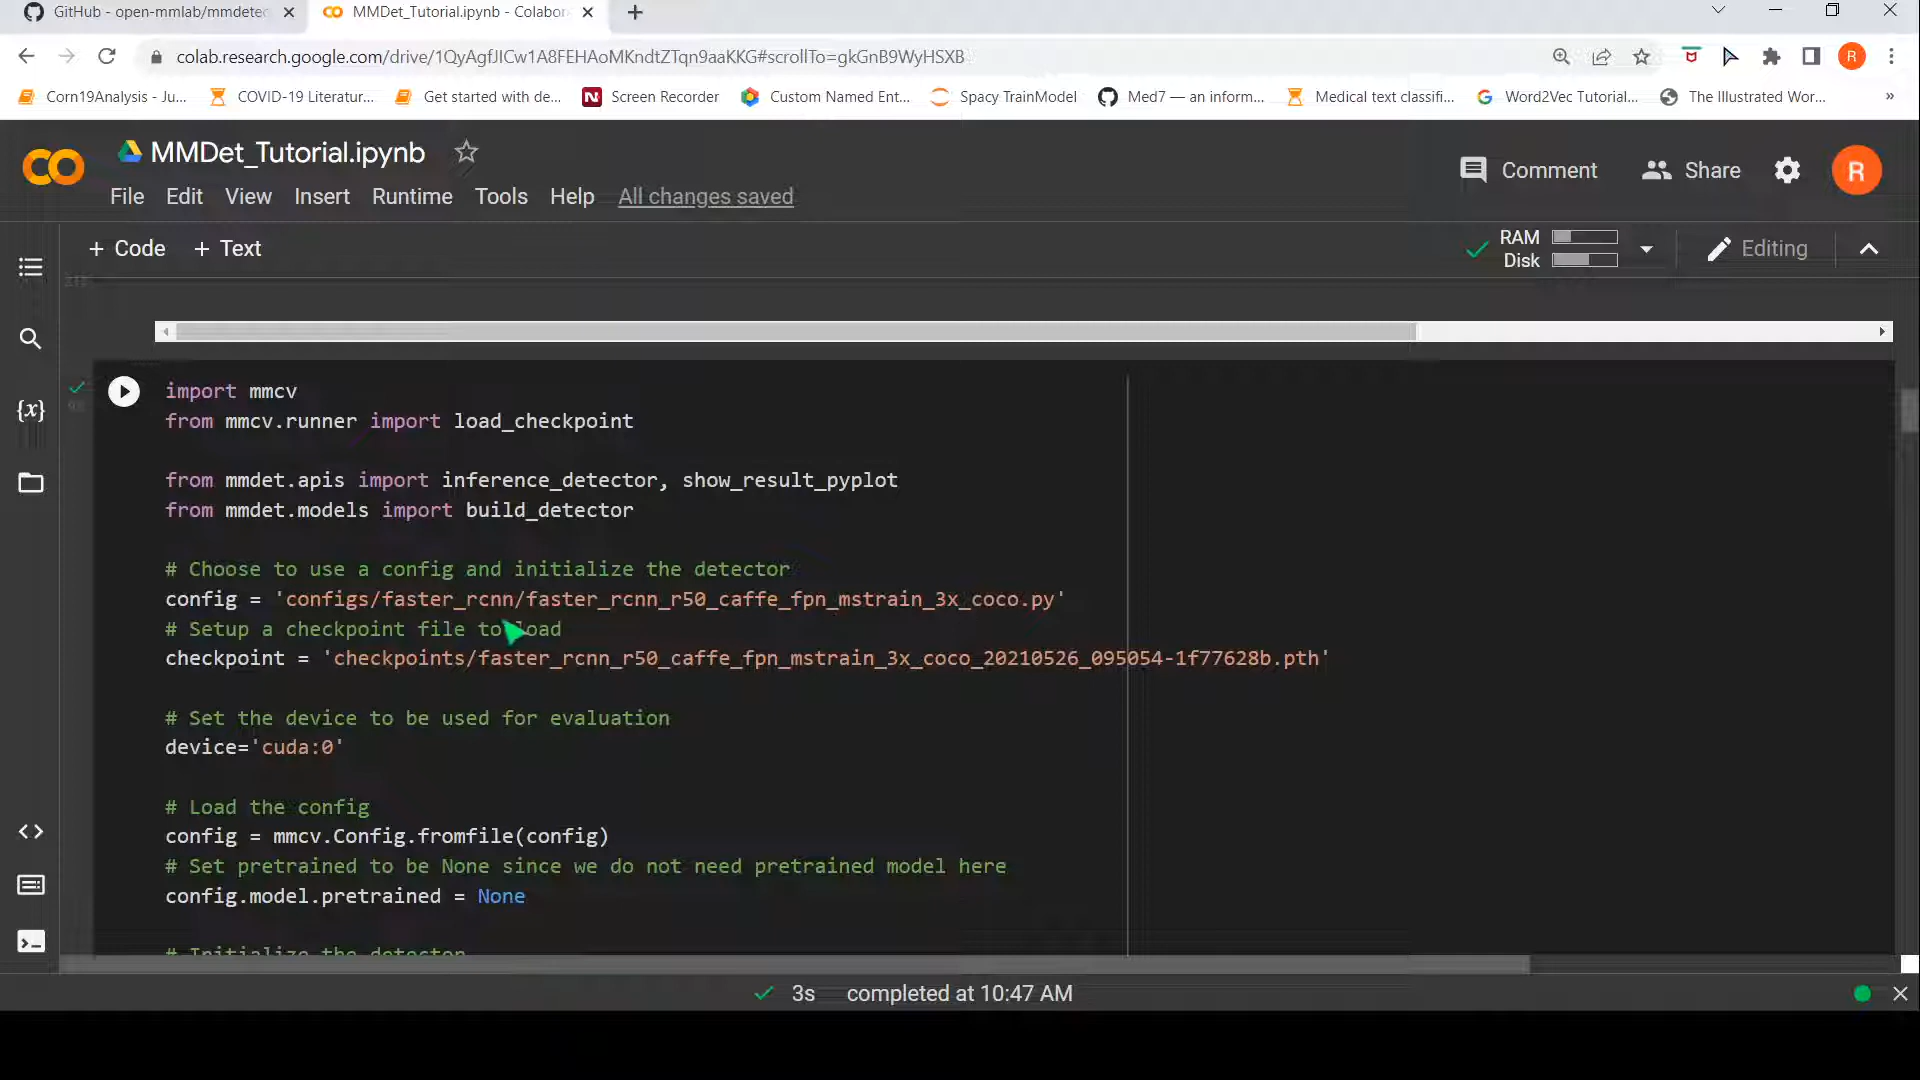 GitHub - open-mmlab/mmdetec
MMDet_Tutorial.ipynb - Colabor
colab.research.google.com/drive/1QyAgfJICw1A8FEHAoMKndtZTqn9aaKKG#scrollTo=gkGnB9WyHSXB
R
Corn19Analysis - Ju...
COVID-19 Literatur...
Get started with de...
N
Screen Recorder
Custom Named Ent...
Spacy TrainModel
Med7 — an inform...
Medical text classifi...
Word2Vec Tutorial...
The Illustrated Wor...
»
MMDet_Tutorial.ipynb
Comment
Share
R
File Edit View Insert Runtime Tools Help All changes saved
+ Code + Text
RAM
Disk
Editing
{x}
import mmcv
from mmcv.runner import load_checkpoint
from mmdet.apis import inference_detector, show_result_pyplot
from mmdet.models import build_detector
# Choose to use a config and initialize the detector
config = 'configs/faster_rcnn/faster_rcnn_r50_caffe_fpn_mstrain_3x_coco.py'
# Setup a checkpoint file to load
checkpoint = 'checkpoints/faster_rcnn_r50_caffe_fpn_mstrain_3x_coco_20210526_095054-1f77628b.pth'
# Set the device to be used for evaluation
device='cuda:0'
# Load the config
config = mmcv.Config.fromfile(config)
# Set pretrained to be None since we do not need pretrained model here
config.model.pretrained = None
# Initialize the detector
3s completed at 10:47 AM